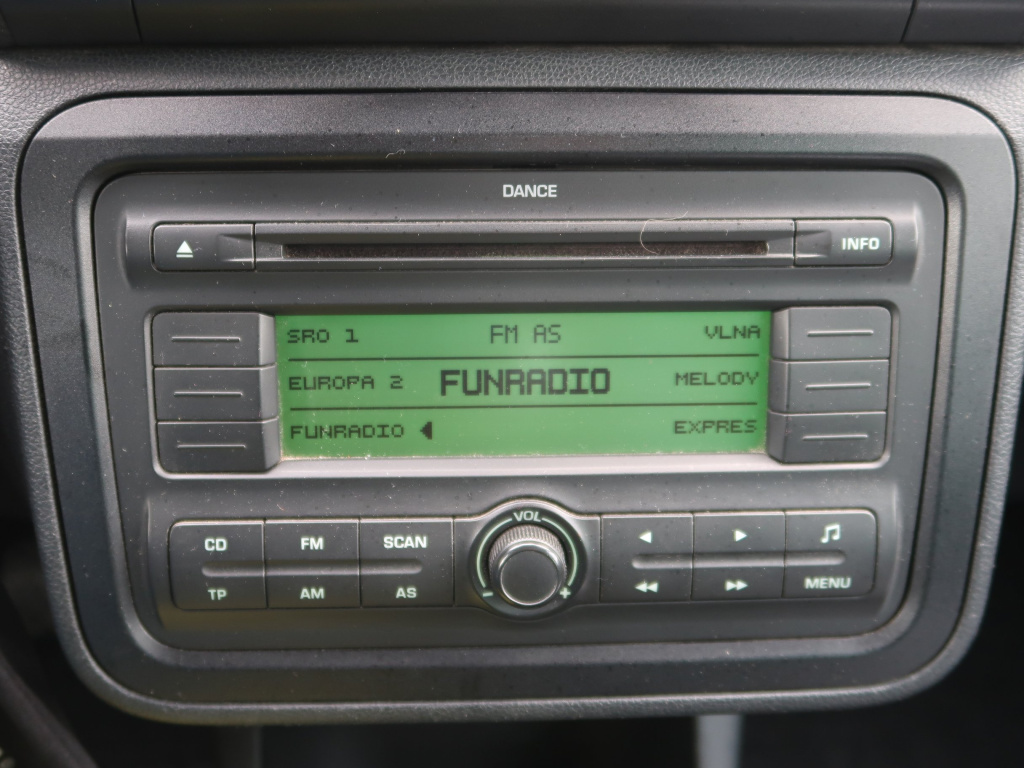 DANCE
INFO
SRO 1 FM AS VLNA
EUROPA 2 FUNRADIO MELODY
FUNRADIO EXPRES
VOL
CD FM SCAN
TP AM AS - + MENU